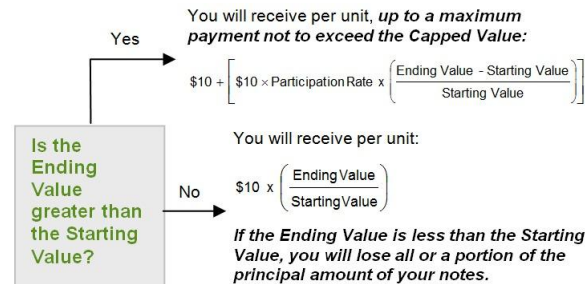 You will receive per unit, up to a maximum
payment not to exceed the Capped Value:
Yes
$10 + [ $10 × Participation Rate x ( Ending Value - Starting Value / Starting Value ) ]
Is the
Ending
Value
greater than
the Starting
Value?
No
You will receive per unit:
$10 x ( Ending Value / Starting Value )
If the Ending Value is less than the Starting
Value, you will lose all or a portion of the
principal amount of your notes.